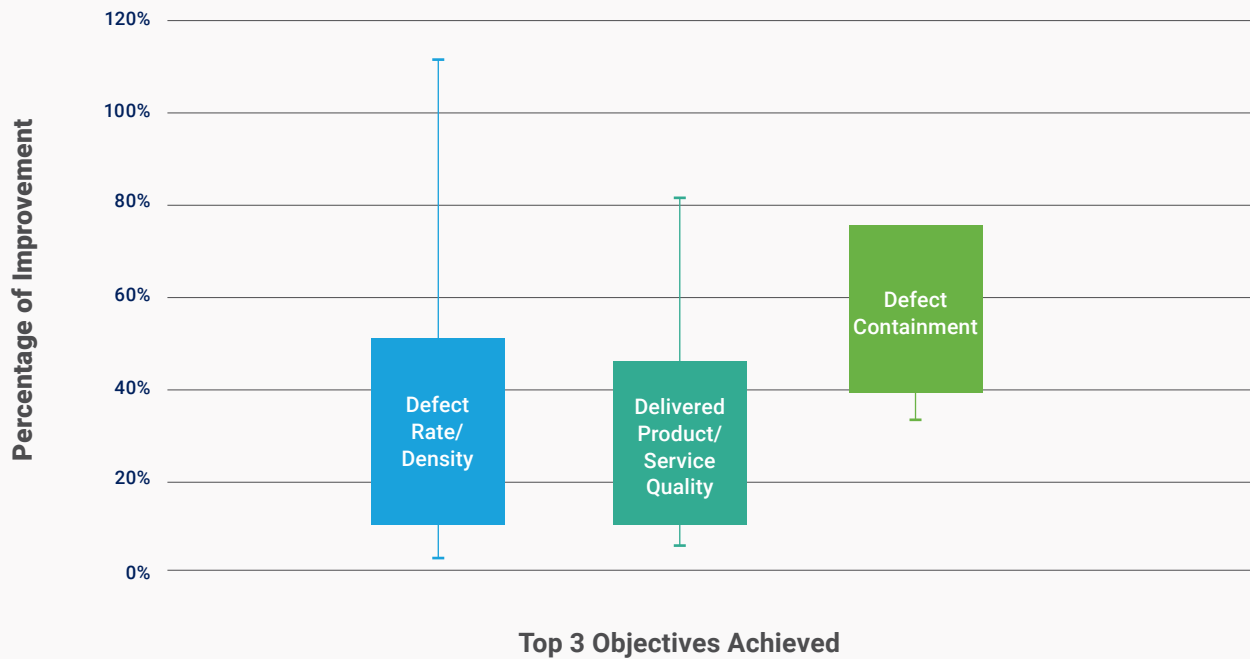 Percentage of Improvement
120%
100%
80%
60%
40%
20%
0%
Defect
Rate/
Density
Delivered
Product/
Service
Quality
Defect
Containment
Top 3 Objectives Achieved